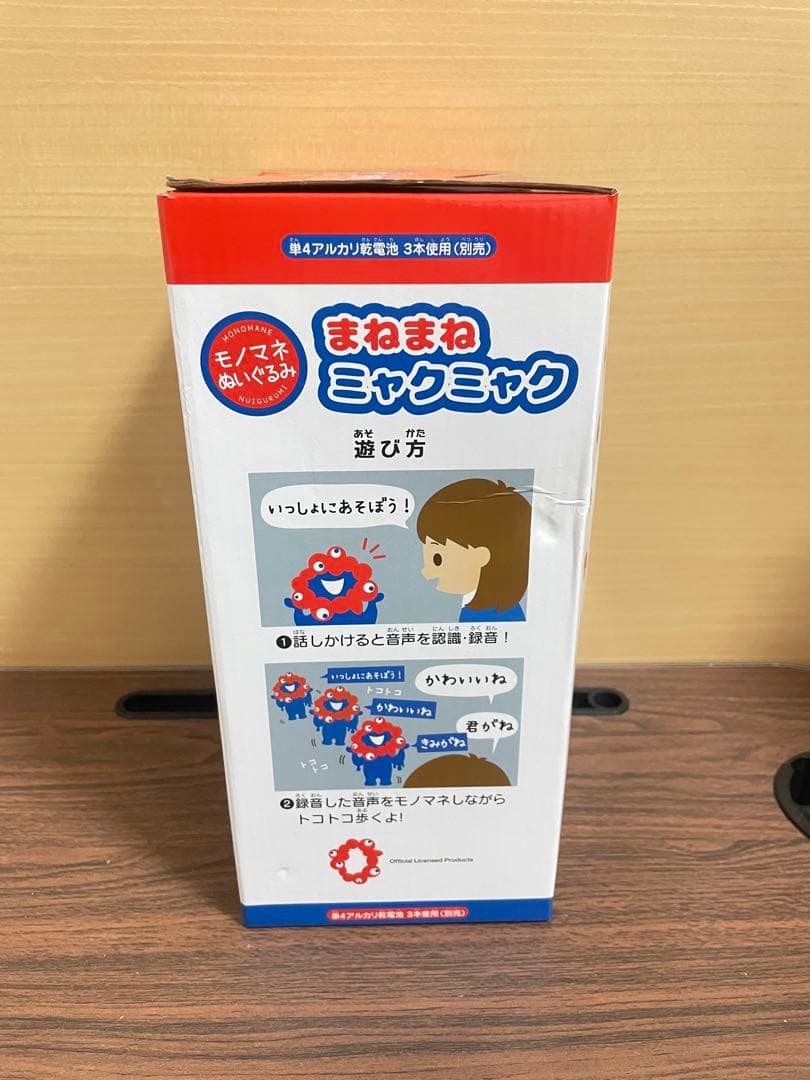 単4アルカリ乾電池 3本使用(別売)
MONOMANE
モノマネ
ぬいぐるみ
NUIGURUMI
まねまね
ミャクミャク
遊び方
いっしょにあそぼう!
❶話しかけると音声を認識・録音!
いっしょにあそぼう!
トコトコ
かわいいね
かわいいね
君がね
きみがね
トコ
トコ
❷録音した音声をモノマネしながら
トコトコ歩くよ!
Official Licensed Products
単4アルカリ乾電池 3本使用(別売)